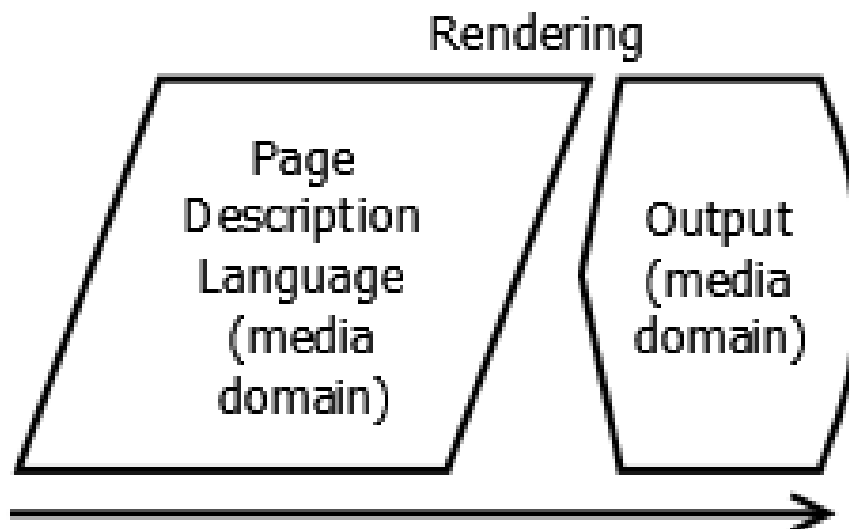 Rendering
Page
Description
Language
(media
domain)
Output
(media
domain)